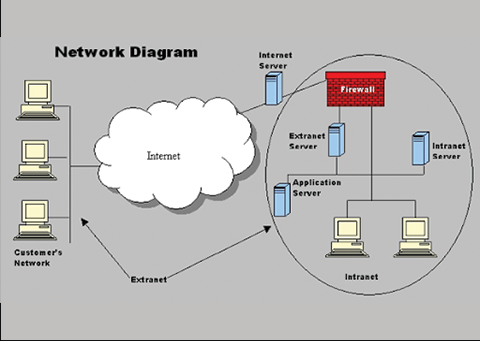 Network Diagram
Internet
Server
Firewall
Extranet
Server
Intranet
Server
Internet
Application
Server
Customer's
Network
Extranet
Intranet